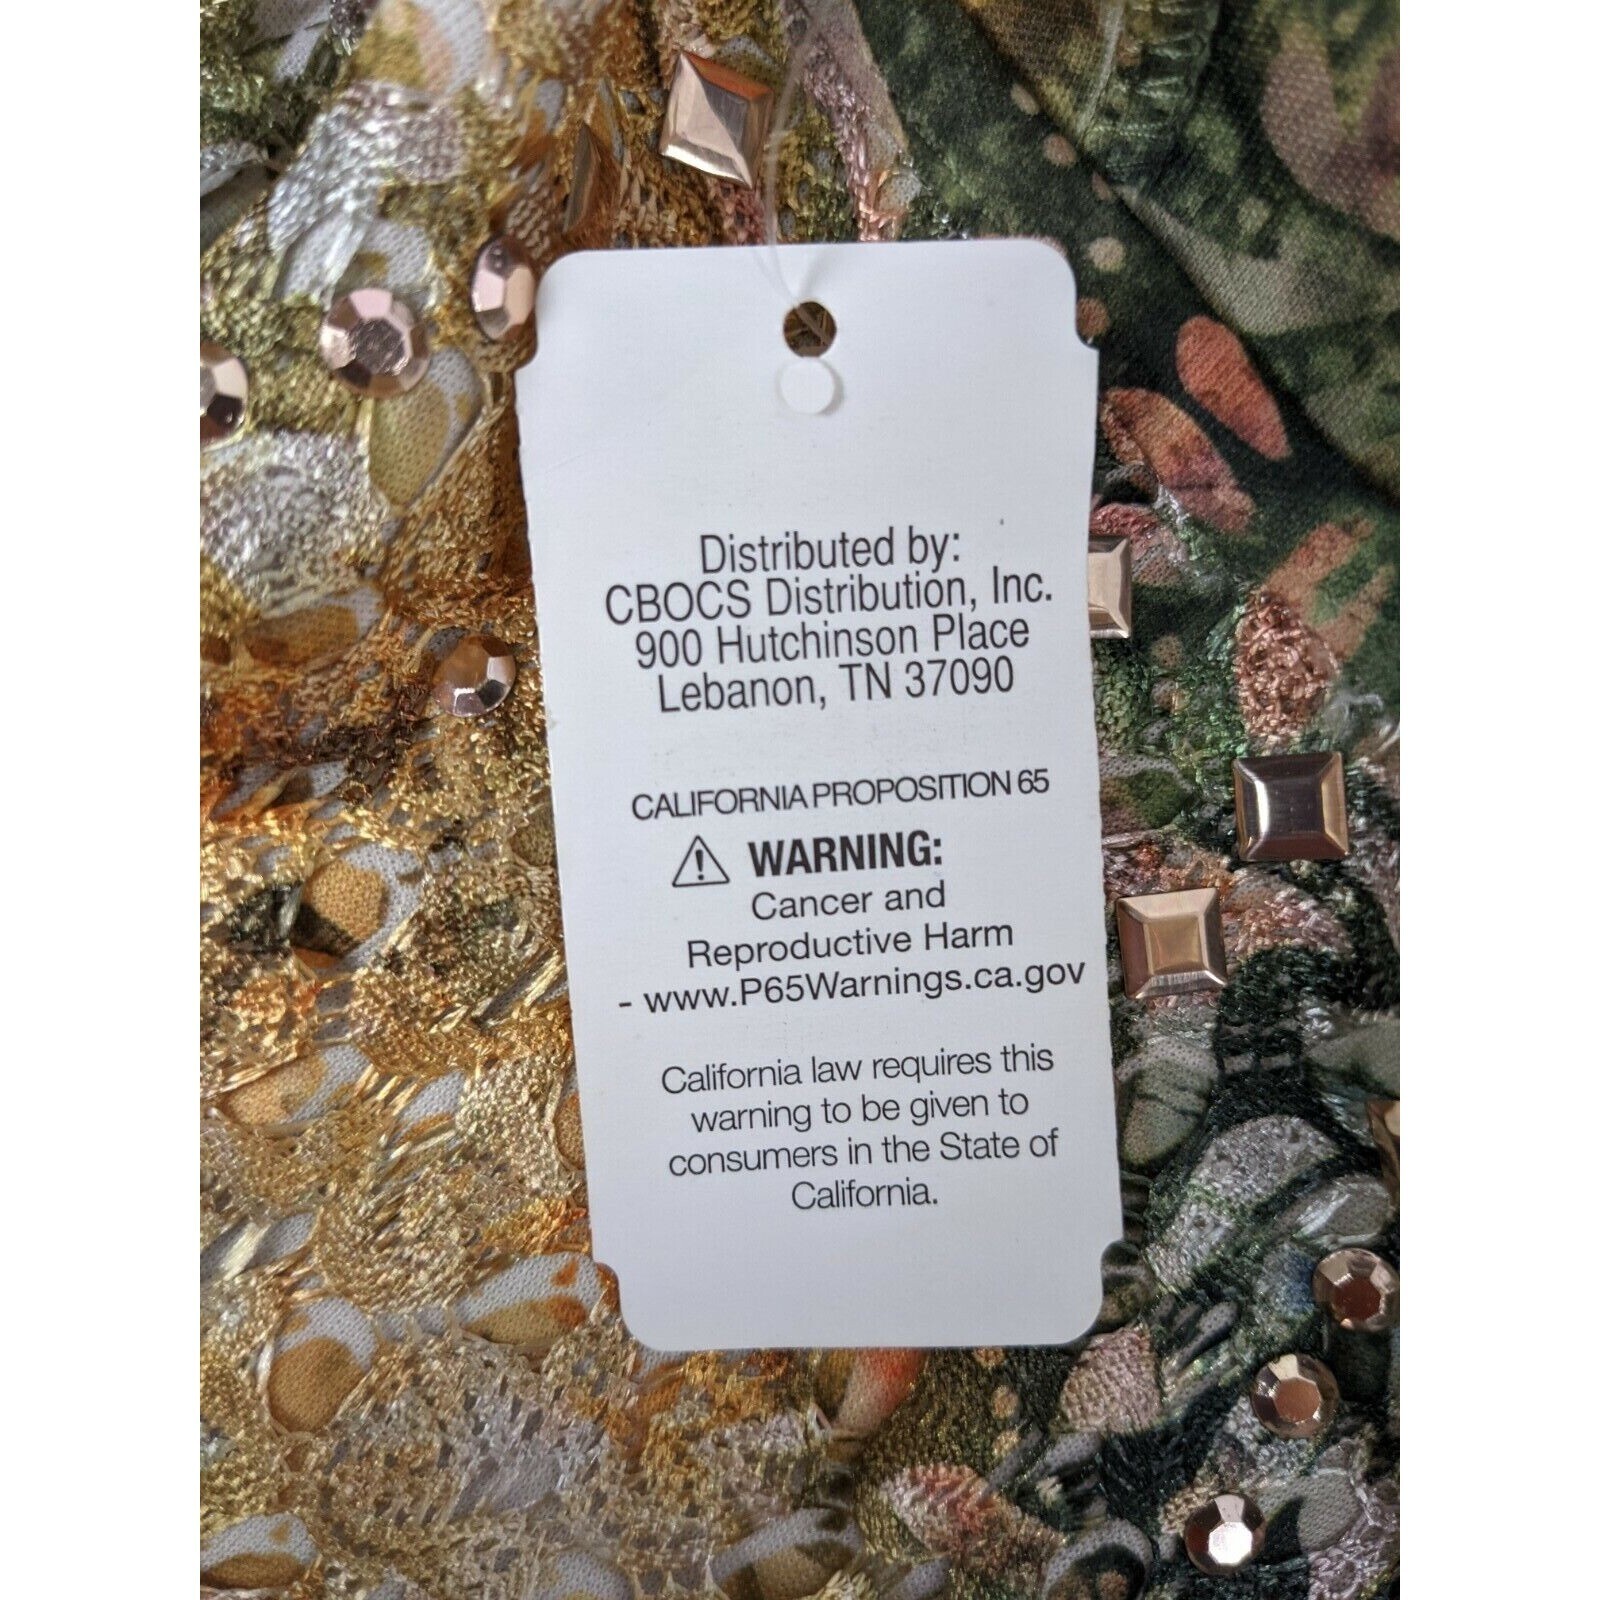 Distributed by:
CBOCS Distribution, Inc.
900 Hutchinson Place
Lebanon, TN 37090
CALIFORNIA PROPOSITION 65
WARNING:
Cancer and
Reproductive Harm
- www.P65Warnings.ca.gov
California law requires this
warning to be given to
consumers in the State of
California.